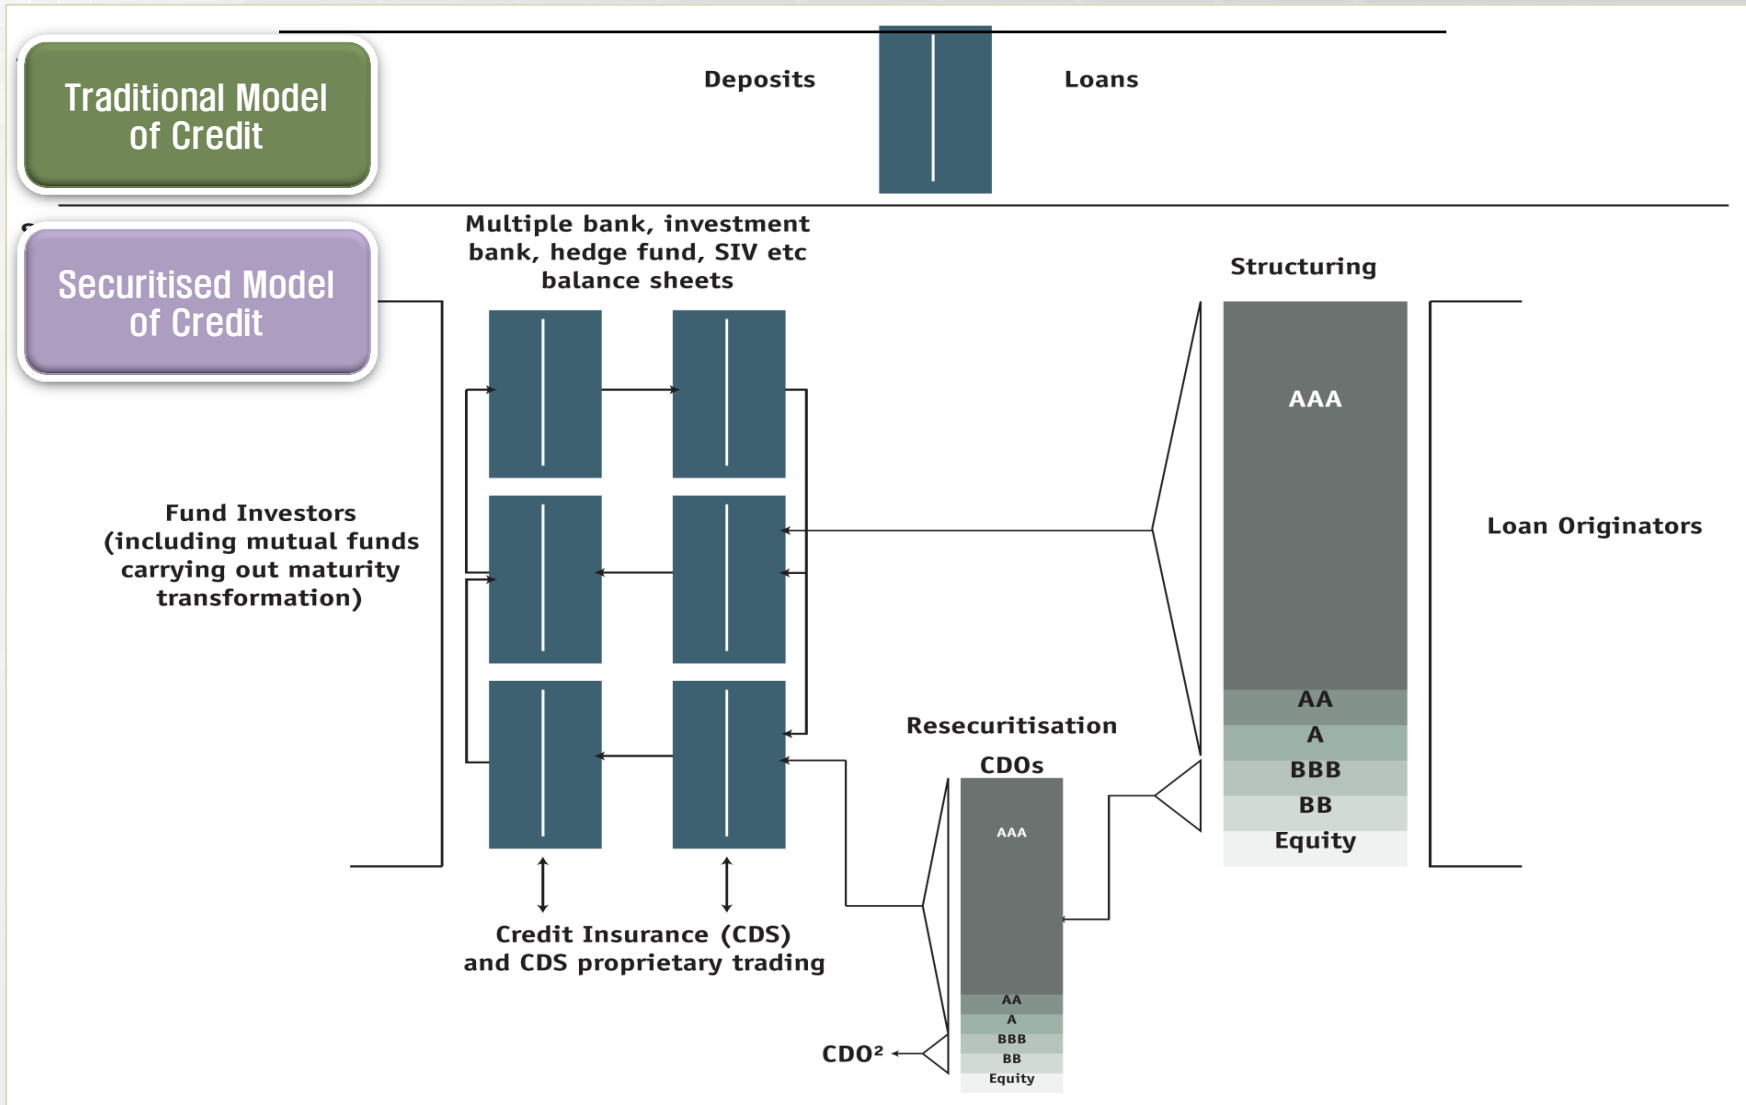 Traditional Model
of Credit
Deposits
Loans
Securitised Model
of Credit
Multiple bank, investment
bank, hedge fund, SIV etc
balance sheets
Structuring
AAA
AA
A
BBB
BB
Equity
Fund Investors
(including mutual funds
carrying out maturity
transformation)
Loan Originators
Resecuritisation
CDOs
AAA
AA
A
BBB
BB
Equity
Credit Insurance (CDS)
and CDS proprietary trading
CDO²